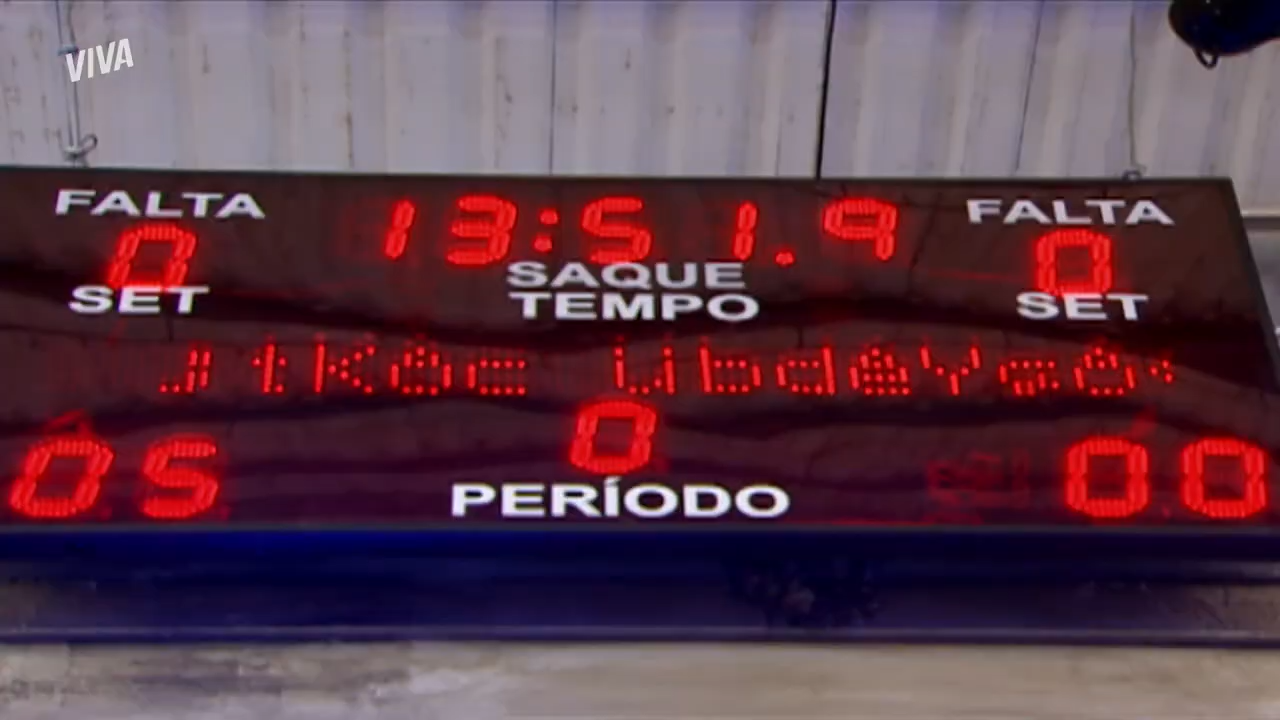 VIVA
FALTA 13:51.9 FALTA
0 SAQUE 0
SET TEMPO SET
0
05 PERÍODO 00